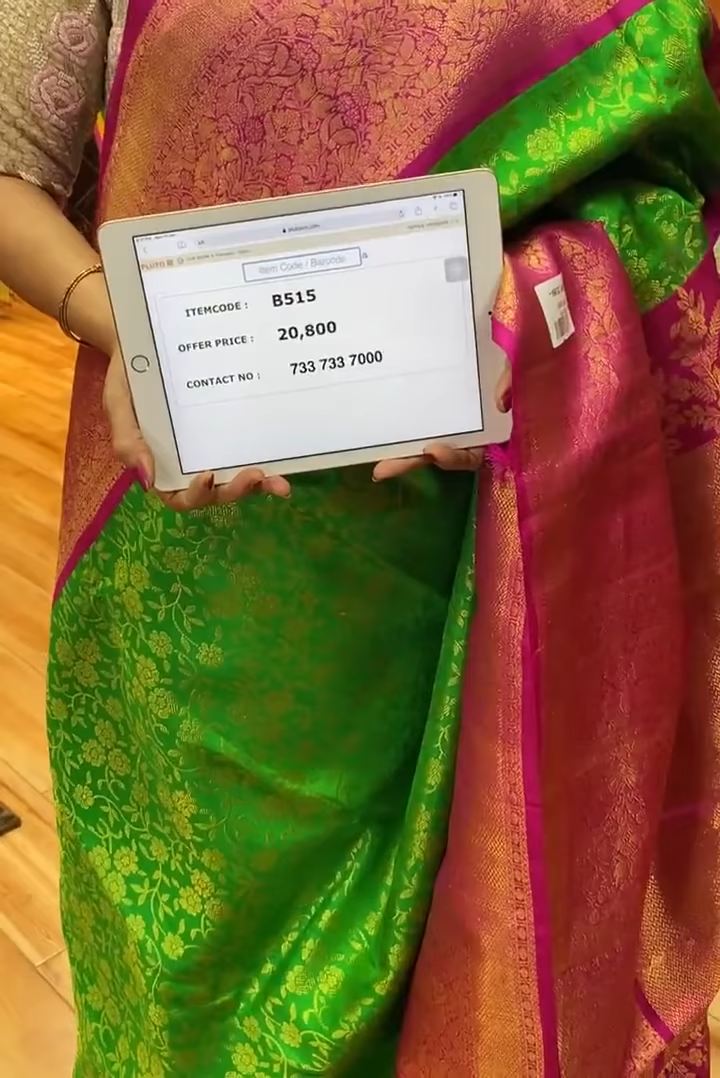 Item Code / Barcode
ITEMCODE : B515
OFFER PRICE : 20,800
CONTACT NO : 733 733 7000